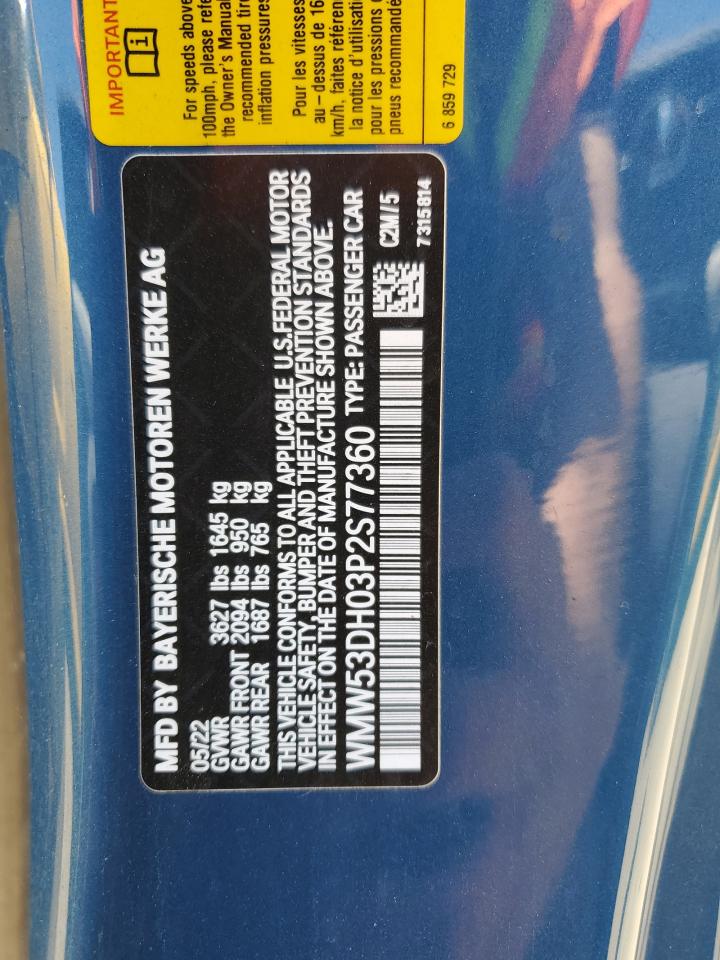 IMPORTANT
For speeds above
100mph, please refe
the Owner's Manua
recommended tire
inflation pressures
Pour les vitesses
au-dessus de 16
km/h, faites référen
la notice d'utilisati
pour les pressions d
pneus recommandé
6 859 729
MFD BY BAYERISCHE MOTOREN WERKE AG
05/22
GVWR 3627 lbs 1645 kg
GAWR FRONT 2094 lbs 950 kg
GAWR REAR 1687 lbs 765 kg
THIS VEHICLE CONFORMS TO ALL APPLICABLE U.S.FEDERAL MOTOR
VEHICLE SAFETY, BUMPER AND THEFT PREVENTION STANDARDS
IN EFFECT ON THE DATE OF MANUFACTURE SHOWN ABOVE.
WMW53DH03P2S77360 TYPE: PASSENGER CAR
C2M/5
7315814